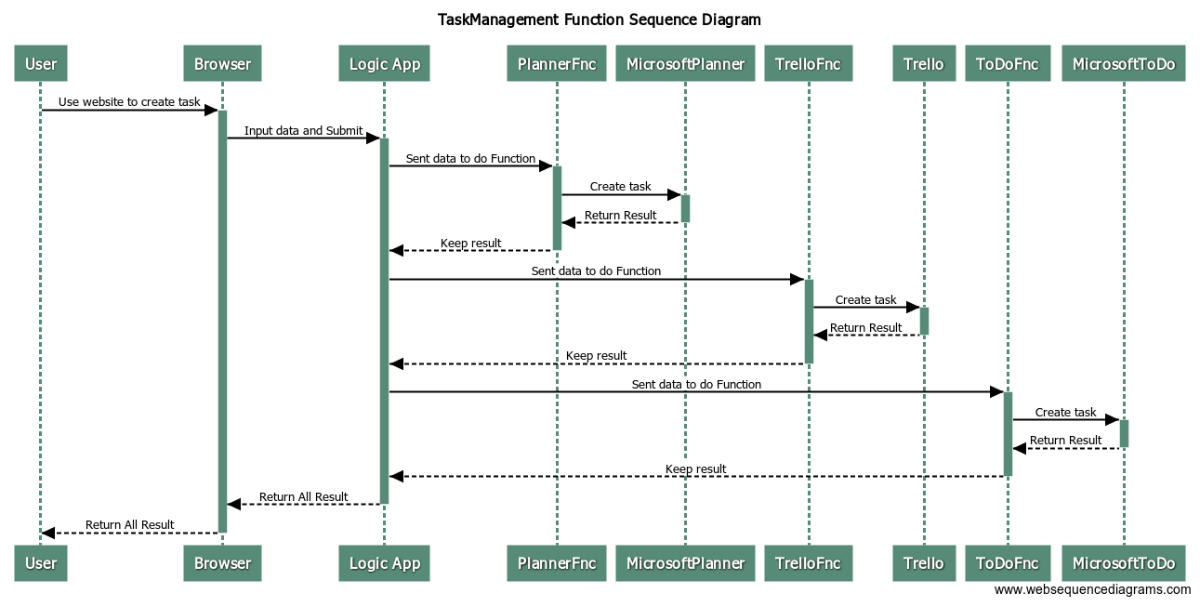 TaskManagement Function Sequence Diagram
User Browser Logic App PlannerFnc MicrosoftPlanner TrelloFnc Trello ToDoFnc MicrosoftToDo
Use website to create task
Input data and Submit
Sent data to do Function
Create task
Return Result
Keep result
Sent data to do Function
Create task
Return Result
Keep result
Sent data to do Function
Create task
Return Result
Keep result
Return All Result
Return All Result
User Browser Logic App PlannerFnc MicrosoftPlanner TrelloFnc Trello ToDoFnc MicrosoftToDo
www.websequencediagrams.com